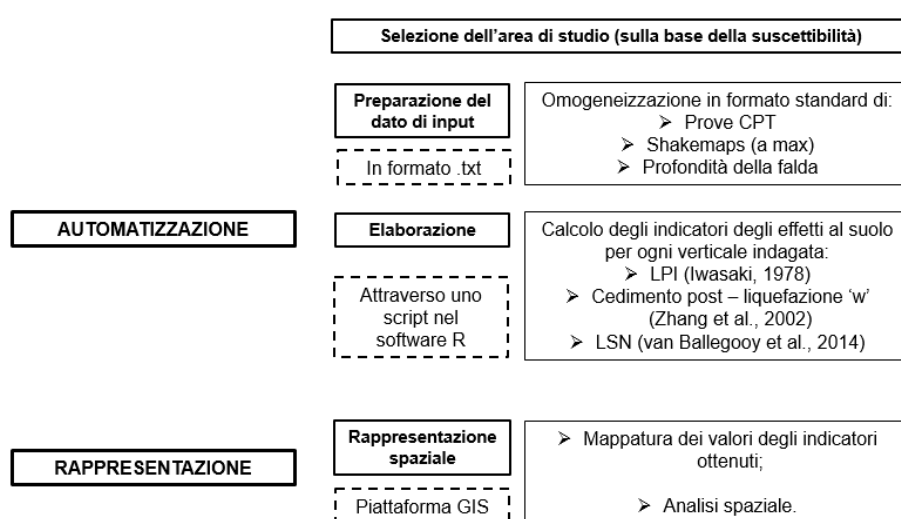 Selezione dell'area di studio (sulla base della suscettibilità)
Preparazione del
dato di input
In formato .txt
Omogeneizzazione in formato standard di:
➢ Prove CPT
➢ Shakemaps (a max)
➢ Profondità della falda
AUTOMATIZZAZIONE
Elaborazione
Attraverso uno
script nel
software R
Calcolo degli indicatori degli effetti al suolo
per ogni verticale indagata:
➢ LPI (Iwasaki, 1978)
➢ Cedimento post – liquefazione ‘w’
(Zhang et al., 2002)
➢ LSN (van Ballegooy et al., 2014)
RAPPRESENTAZIONE
Rappresentazione
spaziale
Piattaforma GIS
➢ Mappatura dei valori degli indicatori
ottenuti;
➢ Analisi spaziale.